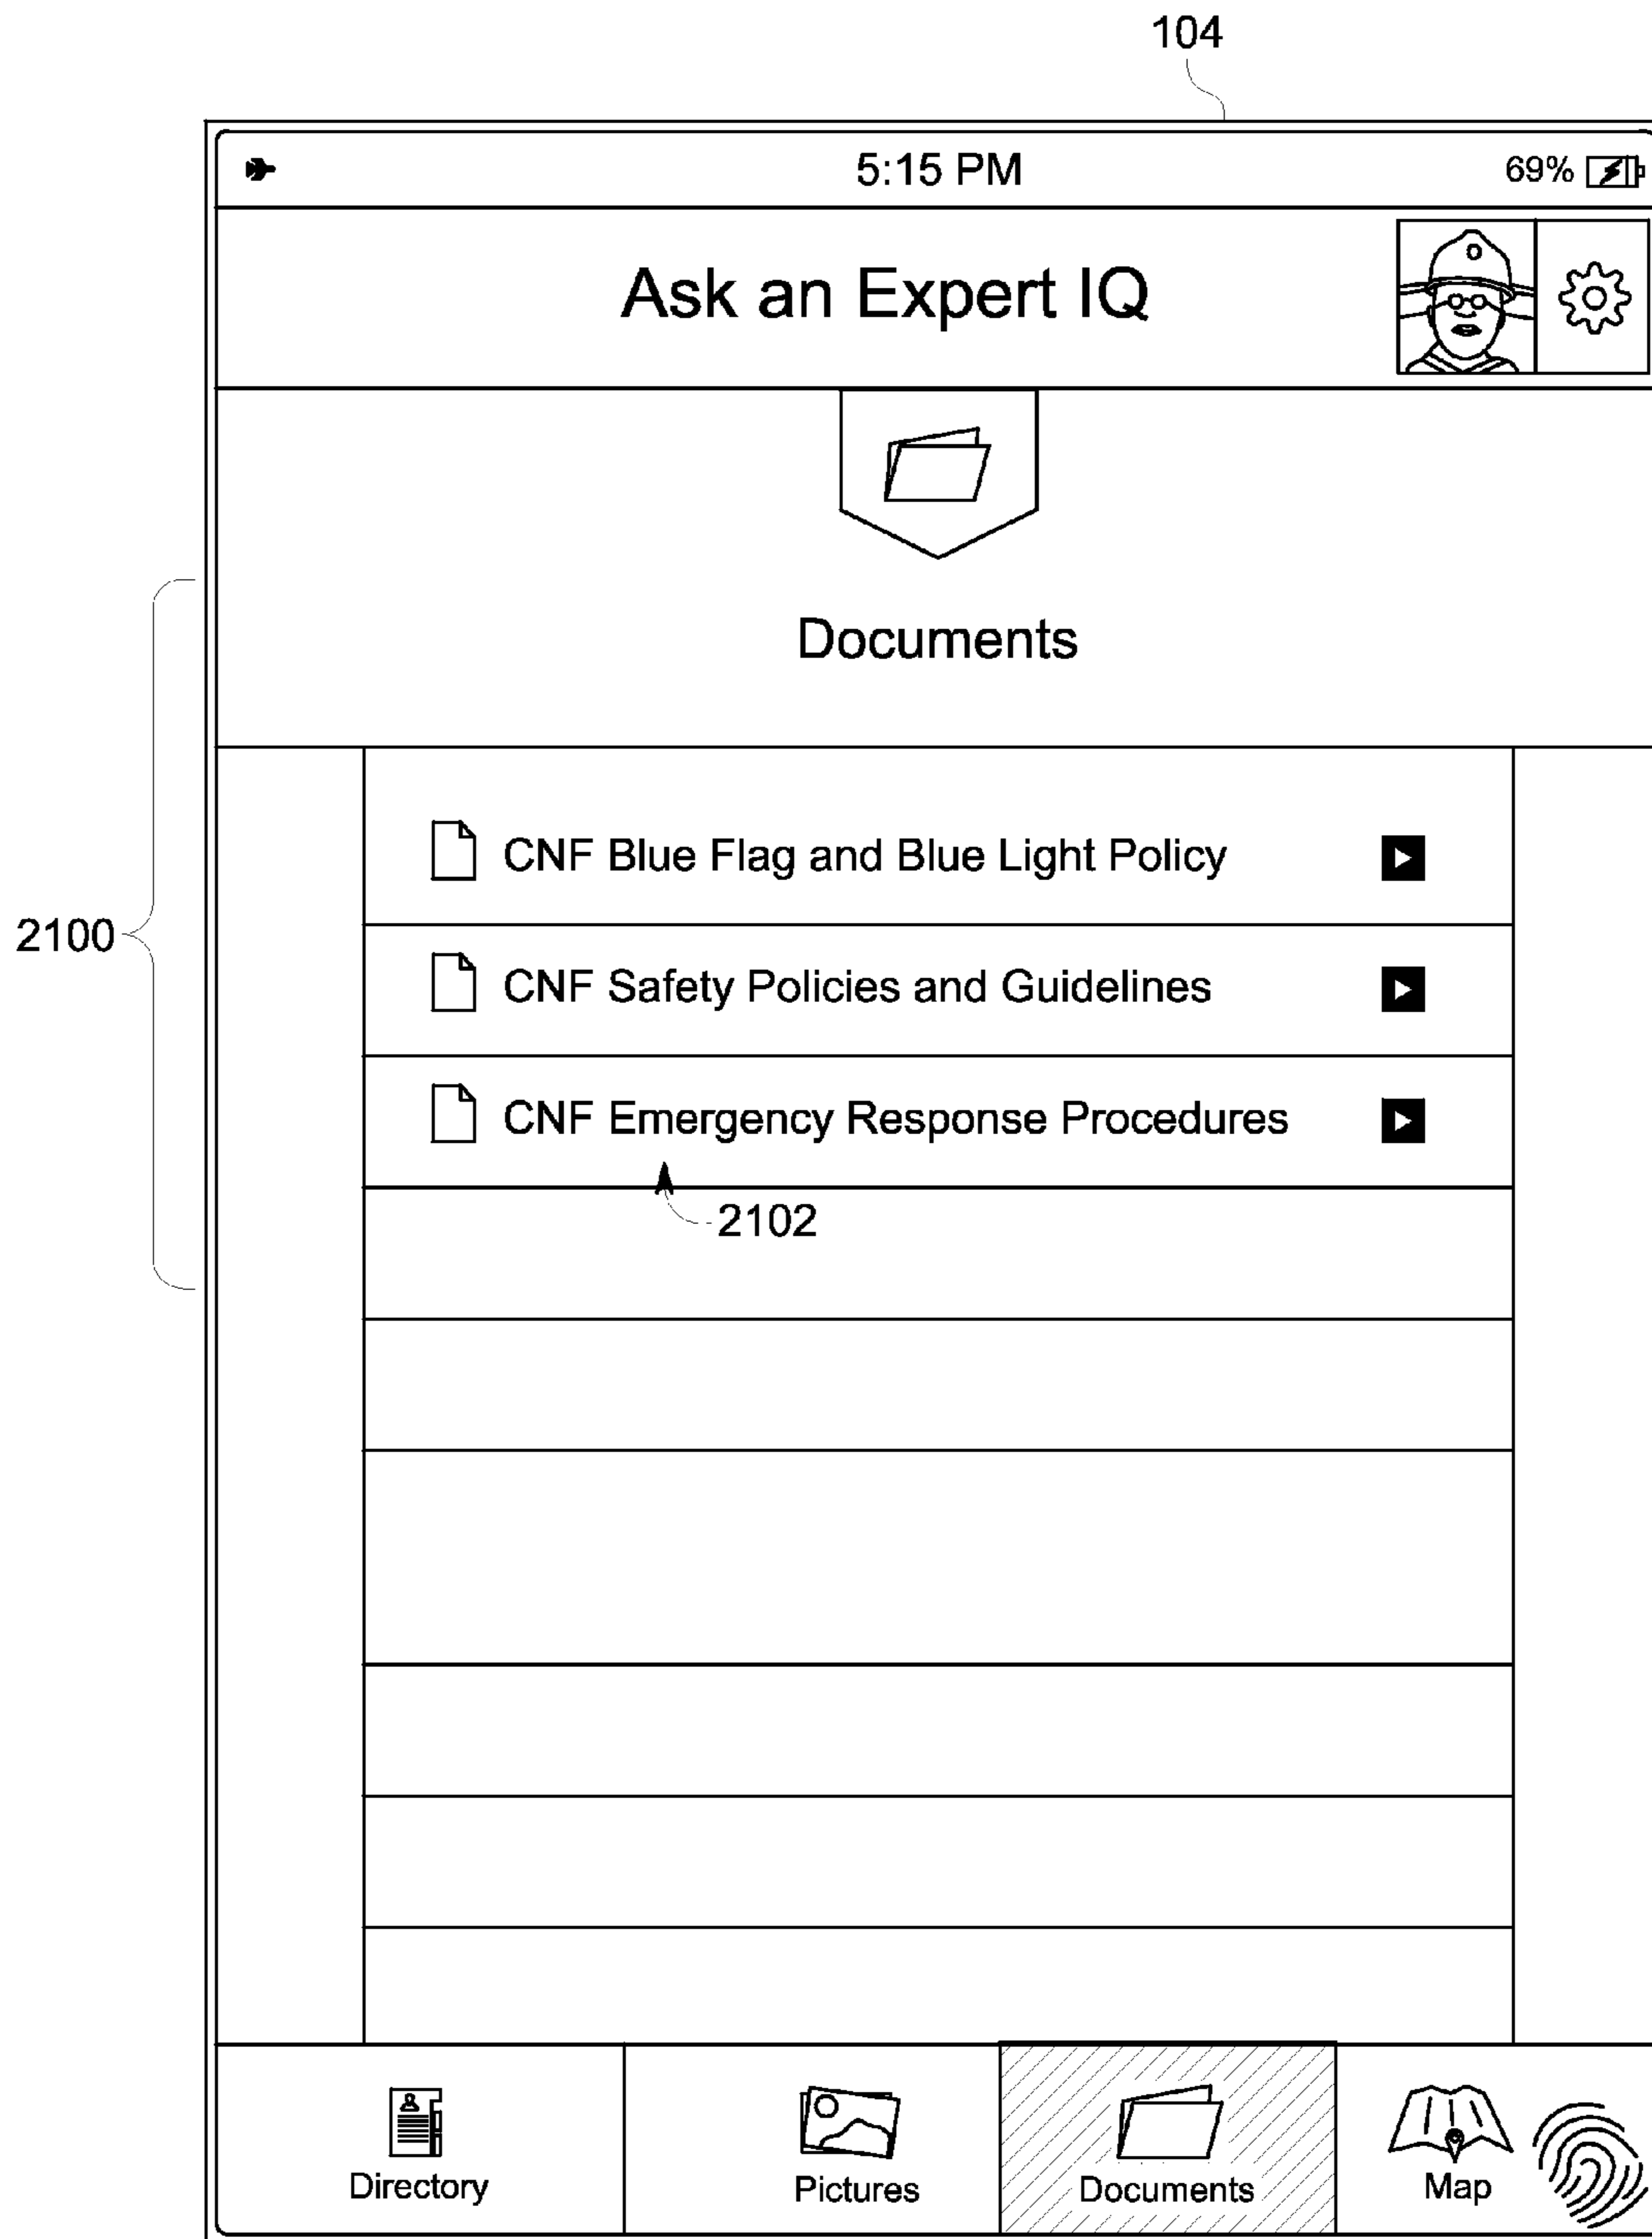 104
5:15 PM 69%
Ask an Expert IQ
Documents
CNF Blue Flag and Blue Light Policy
2100
CNF Safety Policies and Guidelines
CNF Emergency Response Procedures
2102
Directory Pictures Documents Map